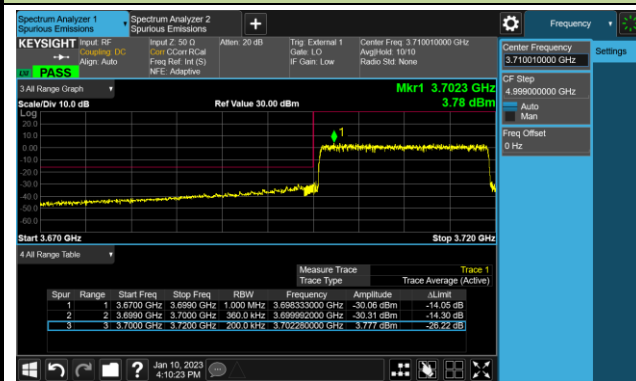 Spectrum Analyzer 1
Spurious Emissions
Spectrum Analyzer 2
Spurious Emissions
+
Frequency
KEYSIGHT
Input: RF
Coupling: DC
Align: Auto
Input Z: 50 Ω
Corr CCorr RCal
Freq Ref: Int (S)
NFE: Adaptive
Atten: 20 dB
Trig: External 1
Gate: LO
IF Gain: Low
Center Freq: 3.710010000 GHz
Avg|Hold: 10/10
Radio Std: None
LXI
PASS
Center Frequency
3.710010000 GHz
Settings
CF Step
4.999000000 GHz
Auto
Man
Freq Offset
0 Hz
3 All Range Graph
Mkr1 3.7023 GHz
3.78 dBm
Scale/Div 10.0 dB
Ref Value 30.00 dBm
Log
20.0
10.0
0.00
-10.0
-20.0
-30.0
-40.0
-50.0
-60.0
1
Start 3.670 GHz
Stop 3.720 GHz
4 All Range Table
Measure Trace Trace 1
Trace Type Trace Average (Active)
Spur Range Start Freq Stop Freq RBW Frequency Amplitude ΔLimit
1 1 3.6700 GHz 3.6990 GHz 1.000 MHz 3.698333000 GHz -30.06 dBm -14.05 dB
2 2 3.6990 GHz 3.7000 GHz 360.0 kHz 3.699992000 GHz -30.31 dBm -14.30 dB
3 3 3.7000 GHz 3.7200 GHz 200.0 kHz 3.702280000 GHz 3.777 dBm -26.22 dB
?
Jan 10, 2023
4:10:23 PM